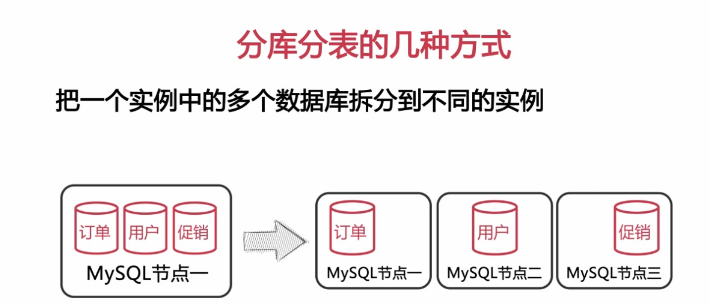 分库分表的几种方式
把一个实例中的多个数据库拆分到不同的实例
订单 用户 促销
MySQL节点一
订单
MySQL节点一
用户
MySQL节点二
促销
MySQL节点三